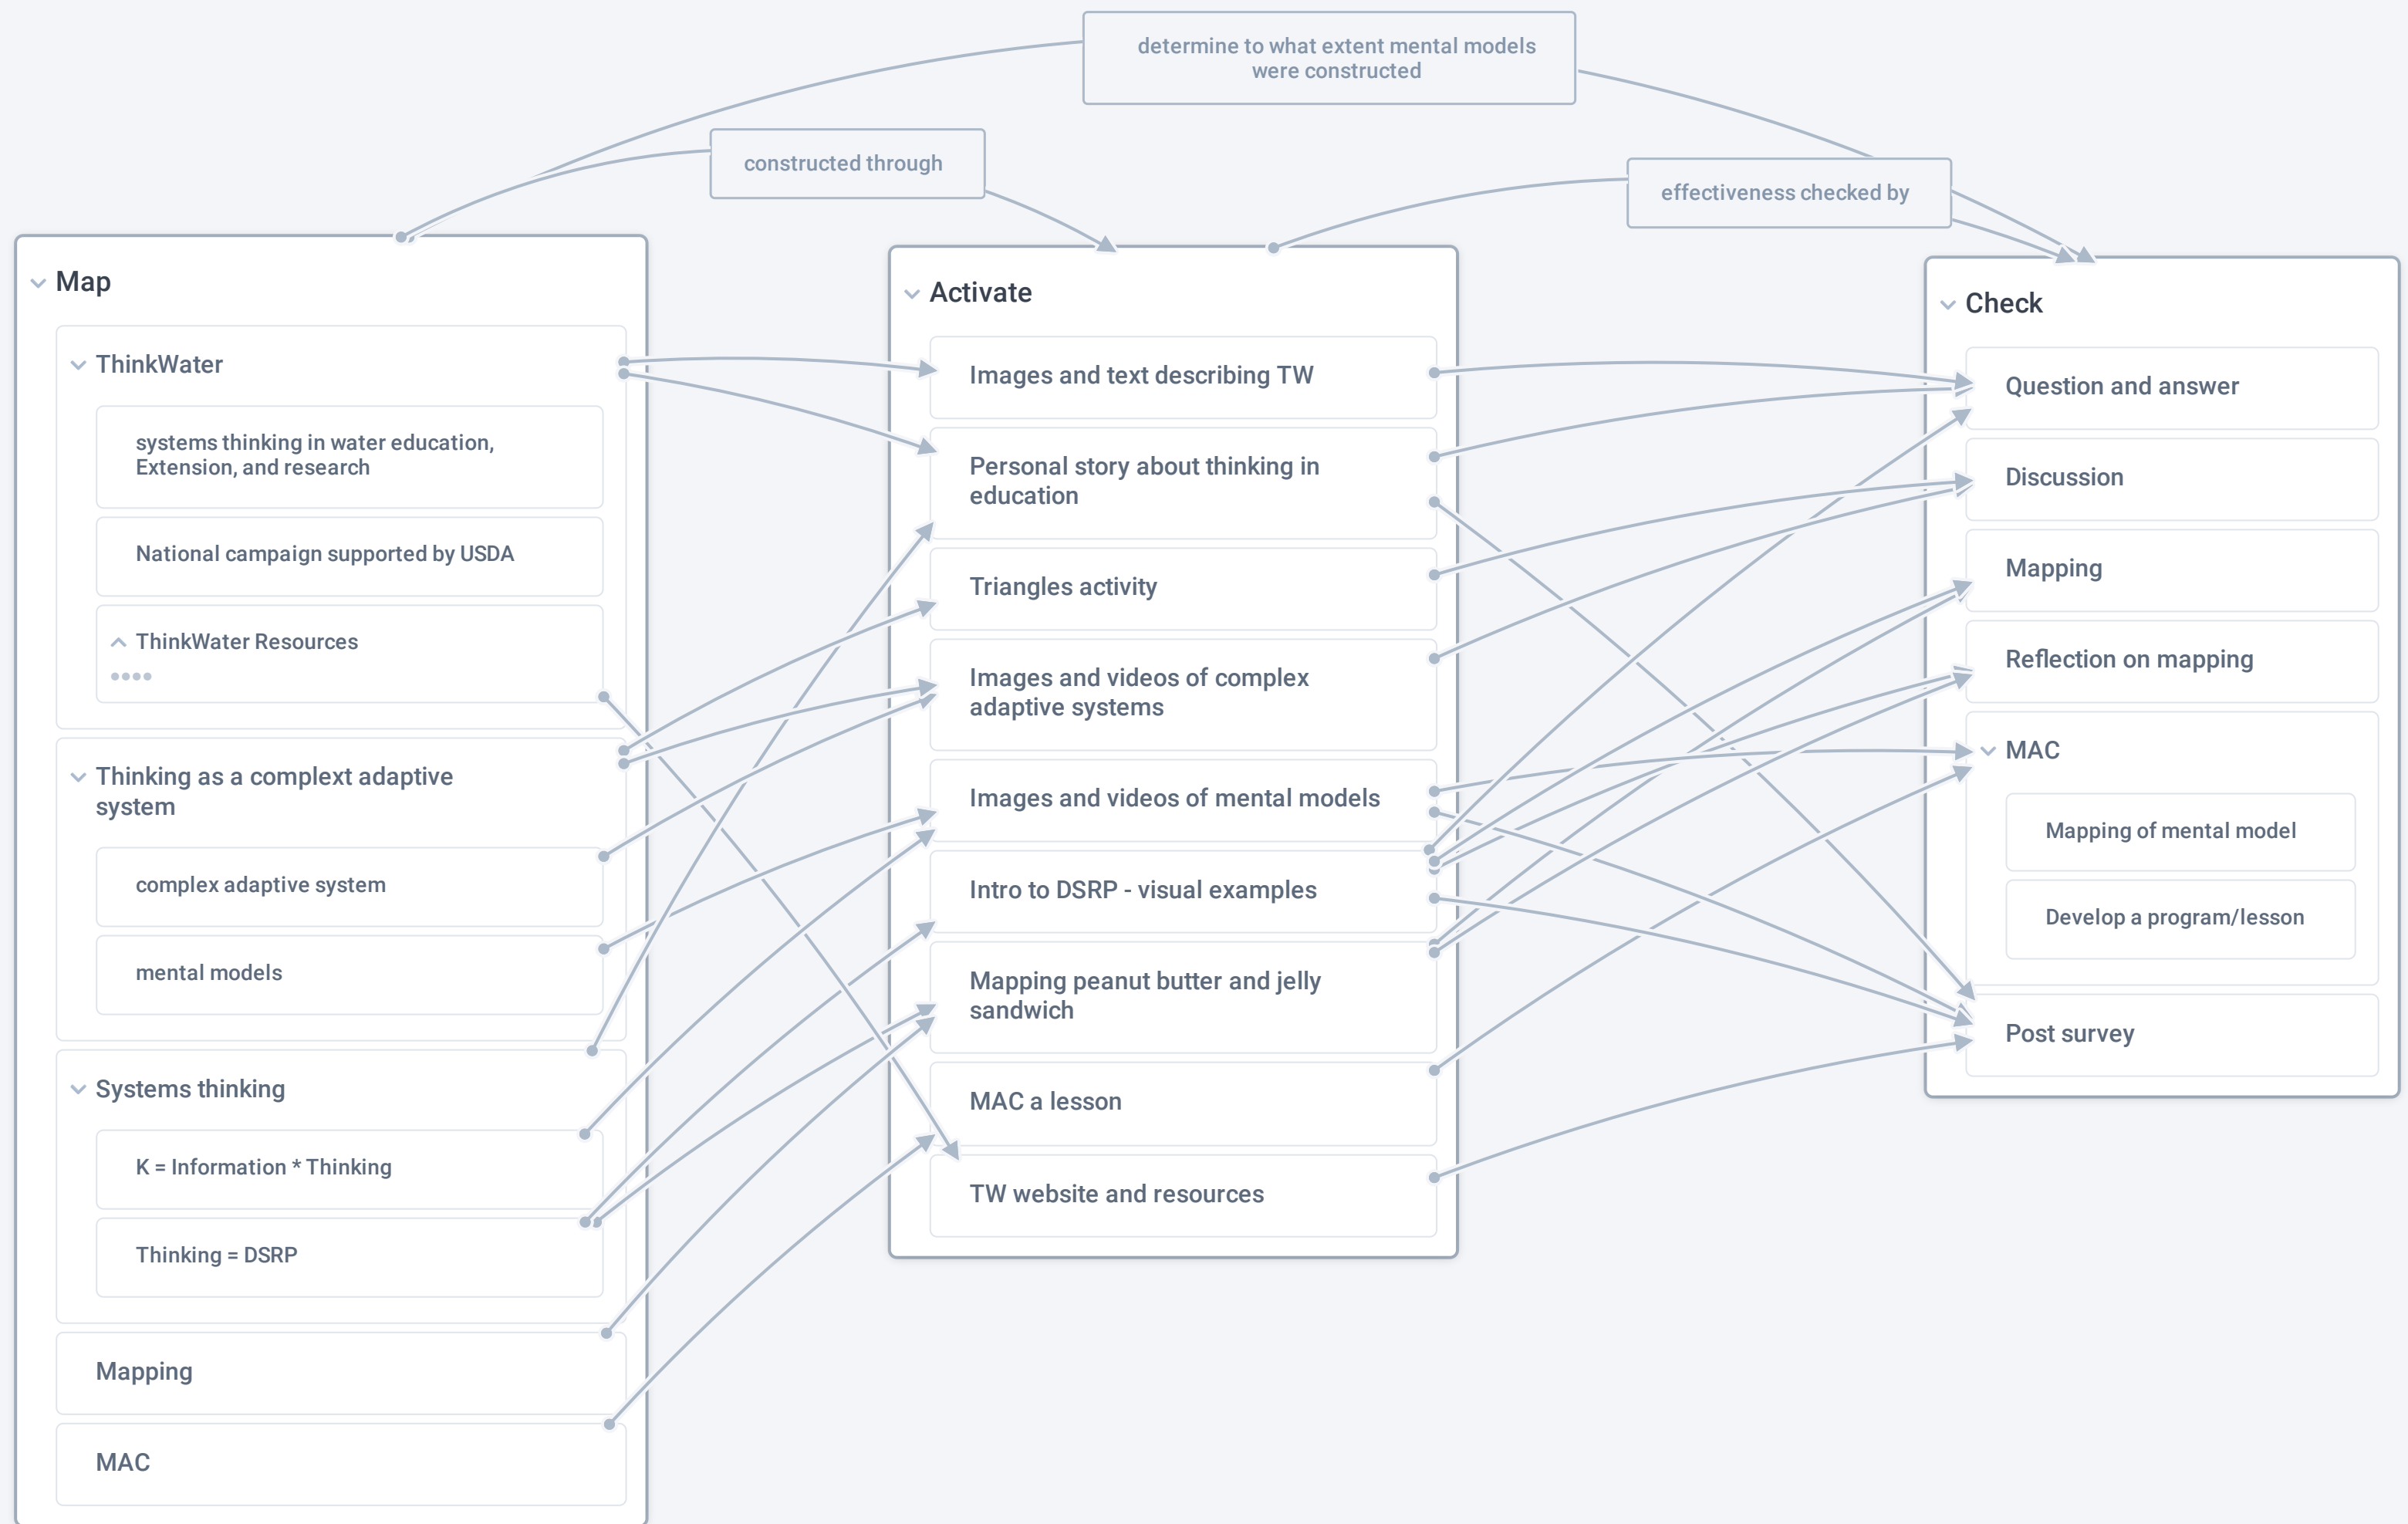 determine to what extent mental models
were constructed
constructed through
effectiveness checked by
Map
ThinkWater
systems thinking in water education,
Extension, and research
National campaign supported by USDA
ThinkWater Resources
Thinking as a complext adaptive
system
complex adaptive system
mental models
Systems thinking
K = Information * Thinking
Thinking = DSRP
Mapping
MAC
Activate
Images and text describing TW
Personal story about thinking in
education
Triangles activity
Images and videos of complex
adaptive systems
Images and videos of mental models
Intro to DSRP - visual examples
Mapping peanut butter and jelly
sandwich
MAC a lesson
TW website and resources
Check
Question and answer
Discussion
Mapping
Reflection on mapping
MAC
Mapping of mental model
Develop a program/lesson
Post survey